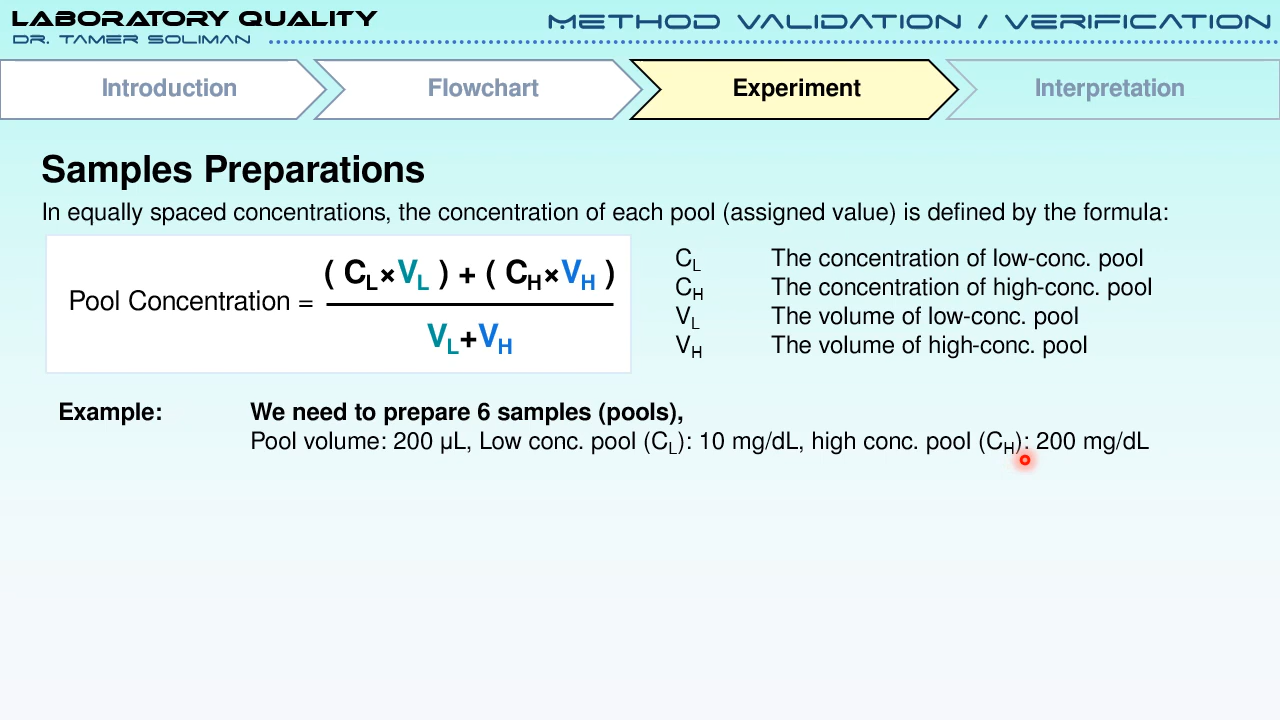 LABORATORY QUALITY
DR. TAMER SOLIMAN
METHOD VALIDATION / VERIFICATION
Introduction
Flowchart
Experiment
Interpretation
Samples Preparations
In equally spaced concentrations, the concentration of each pool (assigned value) is defined by the formula:
Pool Concentration =
( CL×VL ) + ( CH×VH )
VL+VH
CL The concentration of low-conc. pool
CH The concentration of high-conc. pool
VL The volume of low-conc. pool
VH The volume of high-conc. pool
Example: We need to prepare 6 samples (pools),
Pool volume: 200 µL, Low conc. pool (CL): 10 mg/dL, high conc. pool (CH): 200 mg/dL